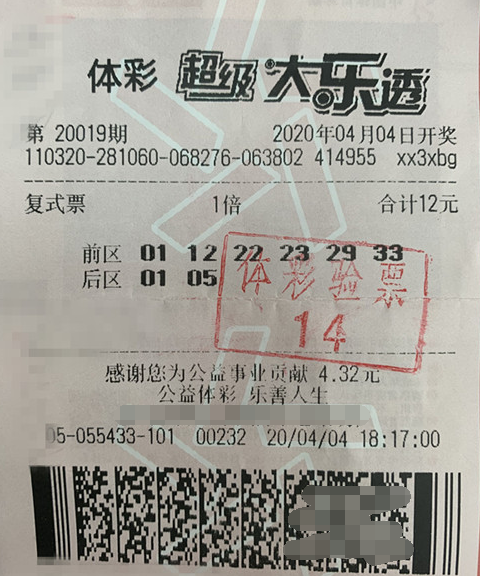 体彩 超级大乐透
第 20019期 2020年04月04日开奖
110320-281060-068276-063802 414955 xx3xbg
复式票 1倍 合计12元
前区 01 12 22 23 29 33
后区 01 05
体彩验票
14
感谢您为公益事业贡献 4.32元
公益体彩 乐善人生
05-055433-101 00232 20/04/04 18:17:00